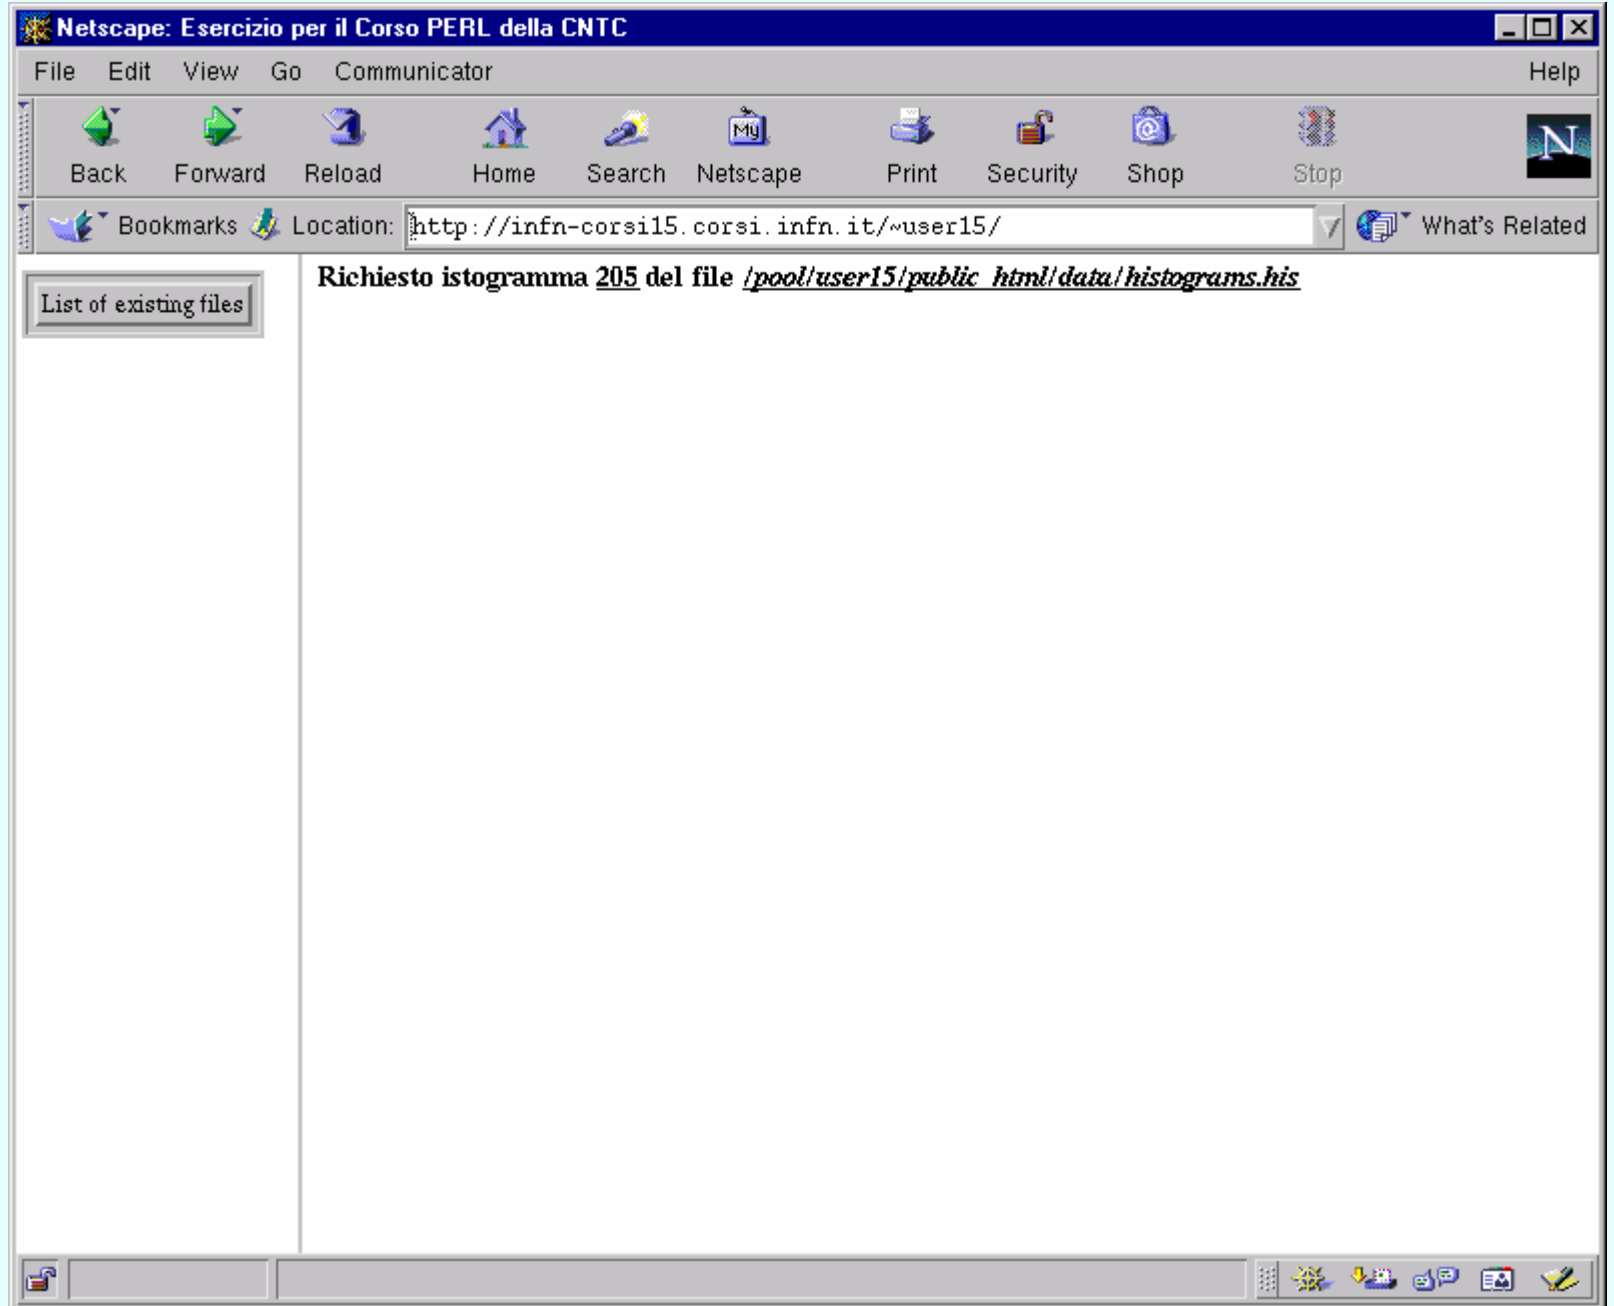 Netscape: Esercizio per il Corso PERL della CNTC
File Edit View Go Communicator Help
Back Forward Reload Home Search Netscape Print Security Shop Stop
My
N
Bookmarks Location: http://infn-corsi15.corsi.infn.it/~user15/ What's Related
List of existing files
Richiesto istogramma 205 del file /pool/user15/public_html/data/histograms.his